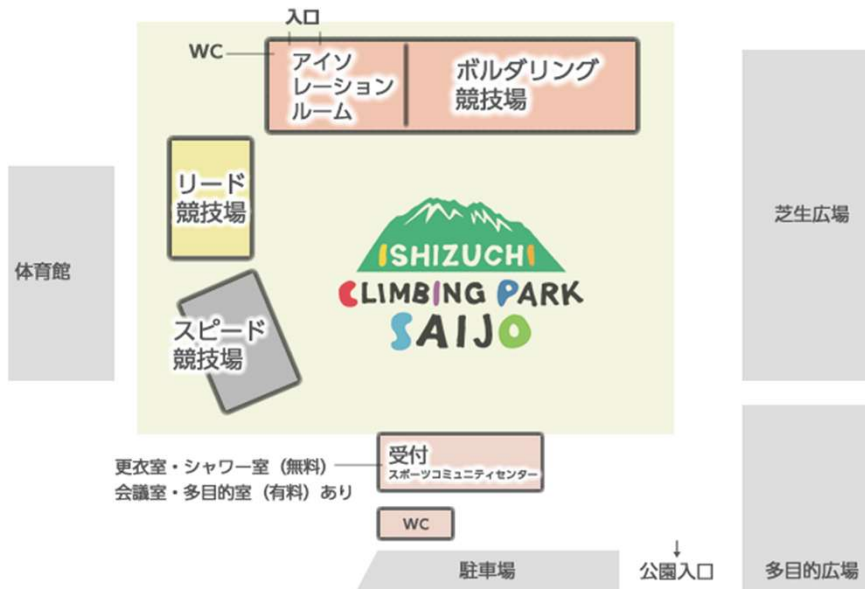 入口
WC
アイソ
レーション
ルーム
ボルダリング
競技場
リード
競技場
スピード
競技場
体育館
ISHIZUCHI
CLIMBING PARK
SAIJO
芝生広場
更衣室・シャワー室(無料)
会議室・多目的室(有料)あり
受付
スポーツコミュニティセンター
WC
駐車場
↓
公園入口
多目的広場